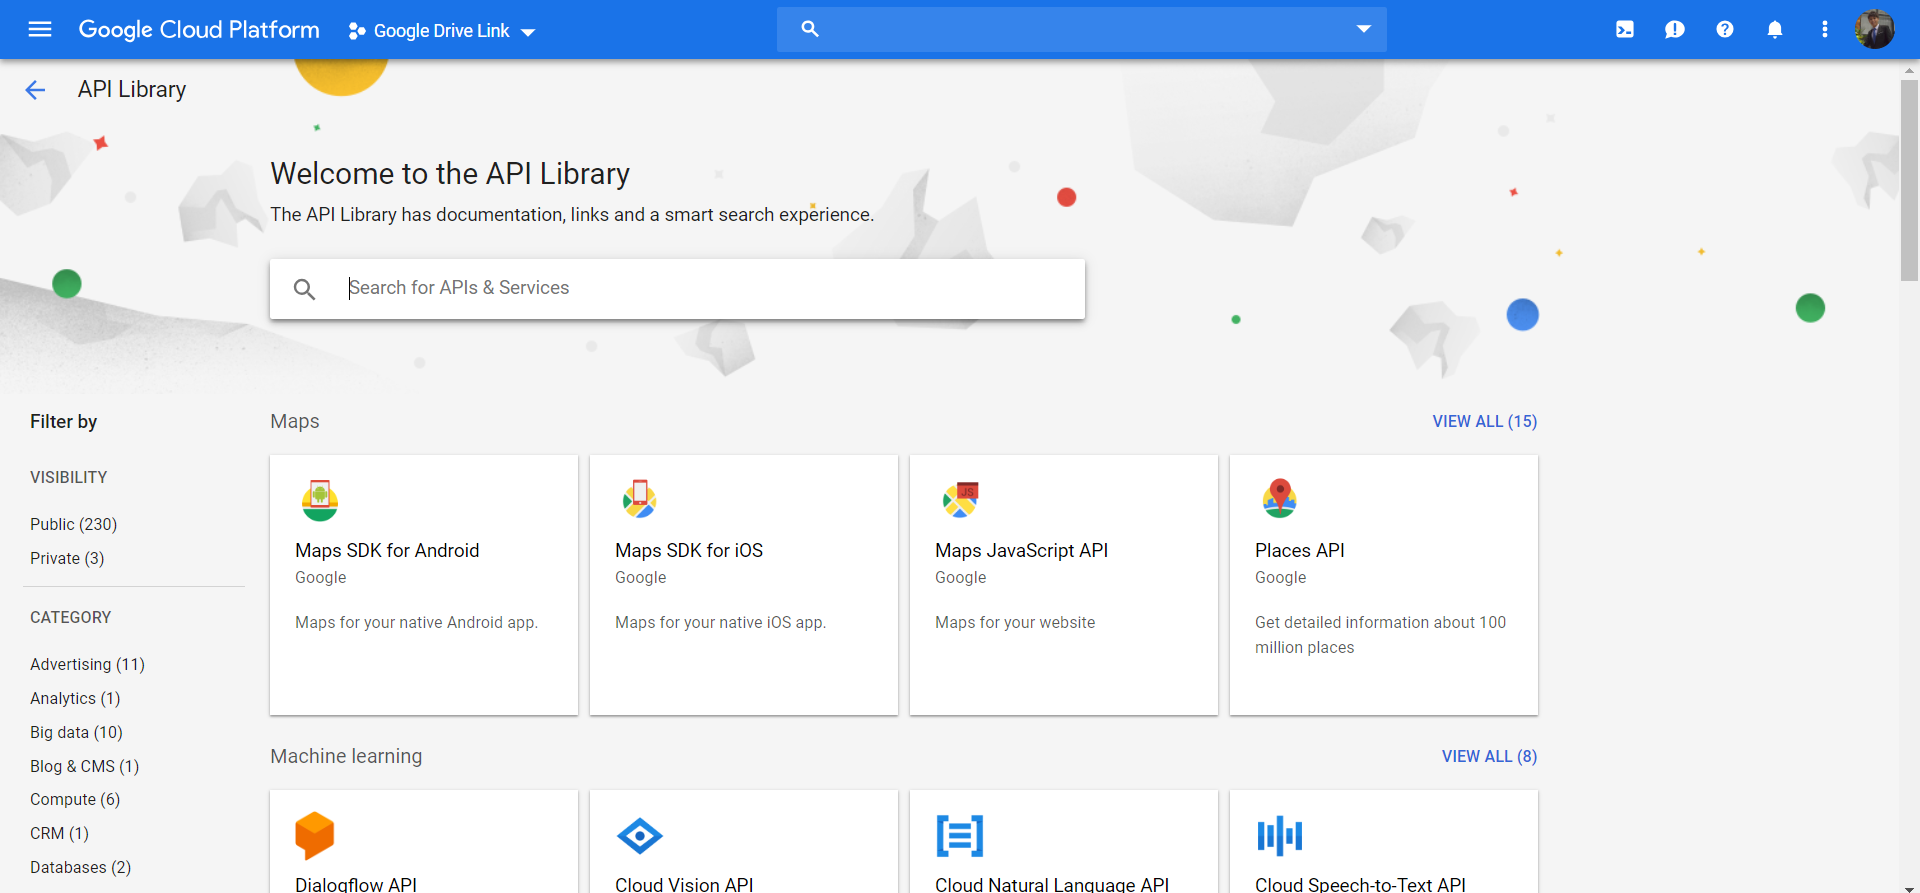 Google Cloud Platform
Google Drive Link
API Library
Welcome to the API Library
The API Library has documentation, links and a smart search experience.
Search for APIs & Services
Filter by
VISIBILITY
Public (230)
Private (3)
CATEGORY
Advertising (11)
Analytics (1)
Big data (10)
Blog & CMS (1)
Compute (6)
CRM (1)
Databases (2)
Maps
VIEW ALL (15)
Maps SDK for Android
Google
Maps for your native Android app.
Maps SDK for iOS
Google
Maps for your native iOS app.
JS
Maps JavaScript API
Google
Maps for your website
Places API
Google
Get detailed information about 100
million places
Machine learning
VIEW ALL (8)
Dialogflow API
Cloud Vision API
Cloud Natural Language API
Cloud Speech-to-Text API